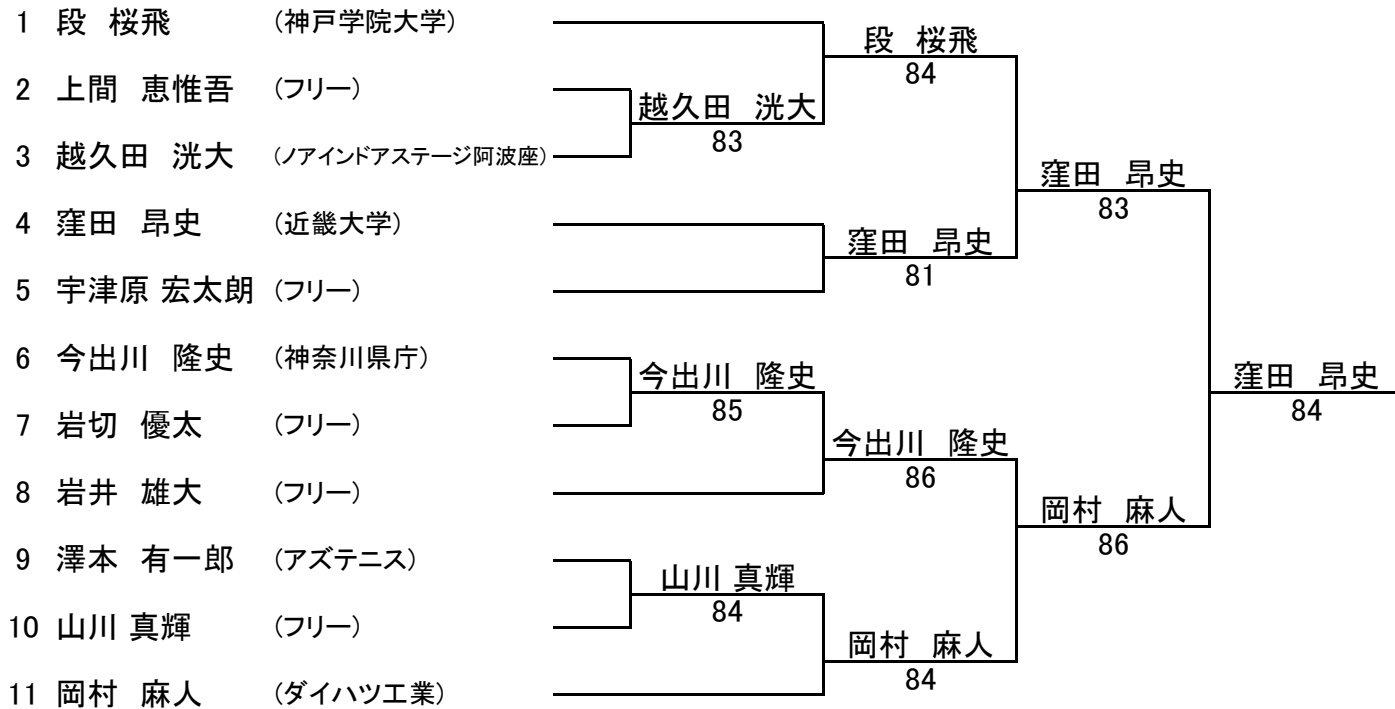 1 段 桜飛 (神戸学院大学)
段 桜飛
84
2 上間 恵惟吾 (フリー)
越久田 洸大
83
3 越久田 洸大 (ノアインドアステージ阿波座)
窪田 昂史
83
4 窪田 昂史 (近畿大学)
窪田 昂史
81
5 宇津原 宏太朗 (フリー)
6 今出川 隆史 (神奈川県庁)
今出川 隆史
85
窪田 昂史
84
7 岩切 優太 (フリー)
今出川 隆史
86
8 岩井 雄大 (フリー)
岡村 麻人
86
9 澤本 有一郎 (アズテニス)
山川 真輝
84
10 山川 真輝 (フリー)
岡村 麻人
84
11 岡村 麻人 (ダイハツ工業)